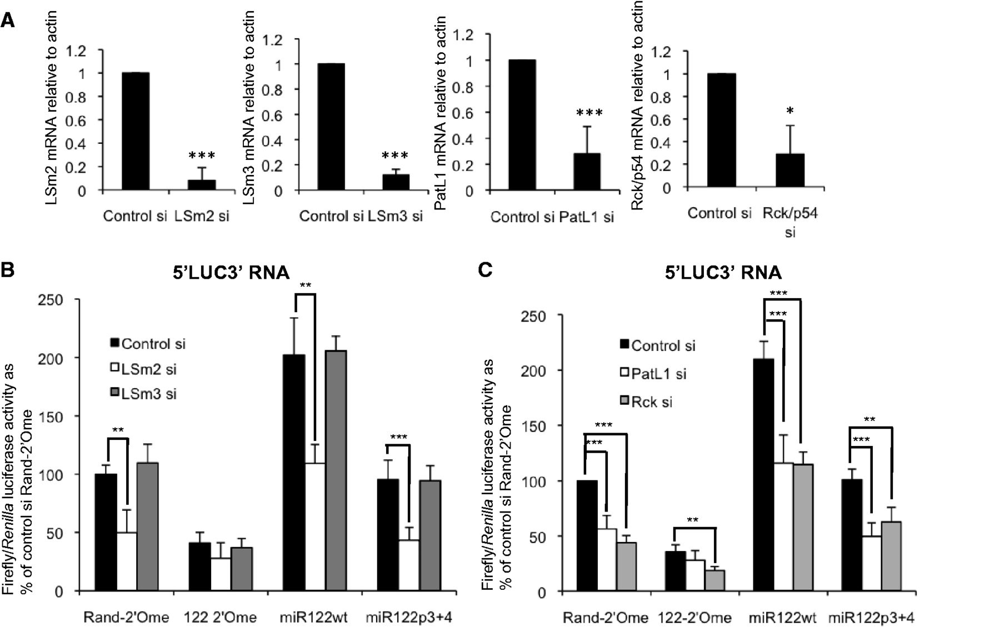 A
LSm2 mRNA relative to actin
1.2
1
0.8
0.6
0.4
0.2
0
***
Control si LSm2 si
LSm3 mRNA relative to actin
1.2
1
0.8
0.6
0.4
0.2
0
***
Control si LSm3 si
PatL1 mRNA relative to actin
1.2
1
0.8
0.6
0.4
0.2
0
***
Control si PatL1 si
Rck/p54 mRNA relative to actin
1.2
1
0.8
0.6
0.4
0.2
0
*
Control si Rck/p54
si
B
5’LUC3’ RNA
Firefly/Renilla luciferase activity as
% of control si Rand-2’Ome
250
200
150
100
50
0
Control si
LSm2 si
LSm3 si
**
**
***
Rand-2'Ome 122 2'Ome miR122wt miR122p3+4
C
5’LUC3’ RNA
Firefly/Renilla luciferase activity as
% of control si Rand-2’Ome
250
200
150
100
50
0
Control si
PatL1 si
Rck si
***
***
**
***
***
**
***
Rand-2’Ome 122-2’Ome miR122wt miR122p3+4